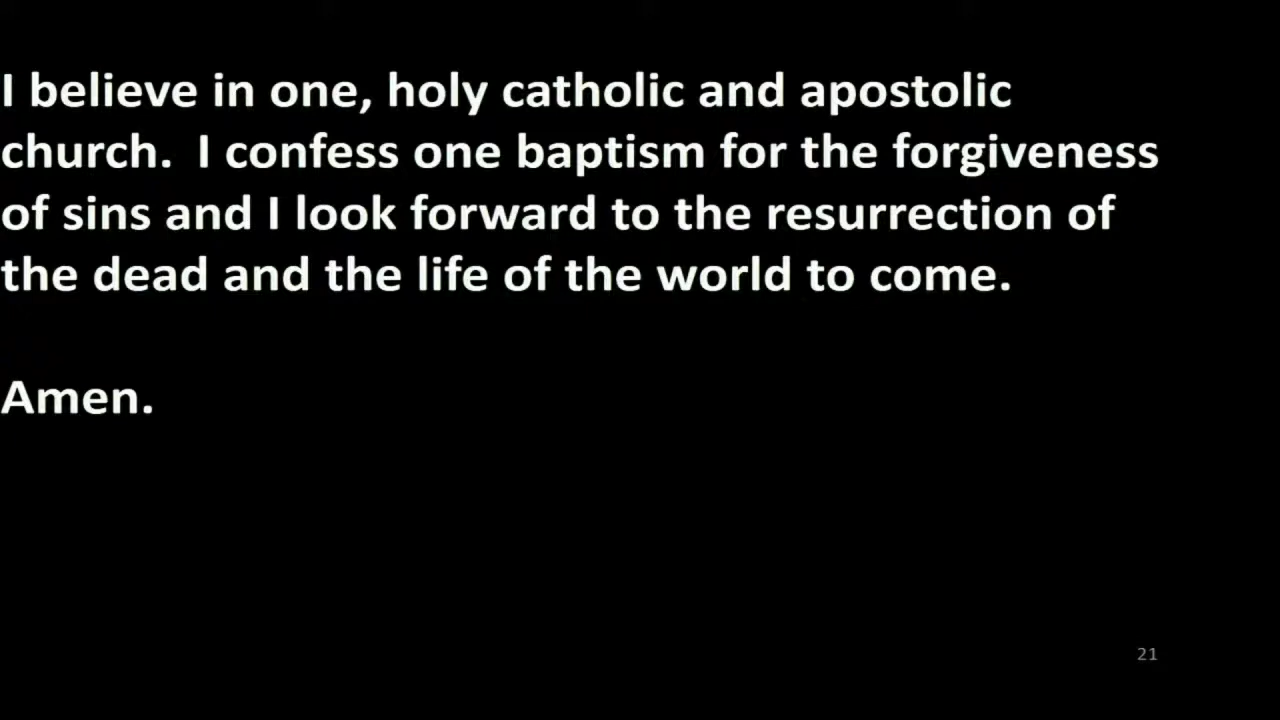 I believe in one, holy catholic and apostolic
church.  I confess one baptism for the forgiveness
of sins and I look forward to the resurrection of
the dead and the life of the world to come.
Amen.
21